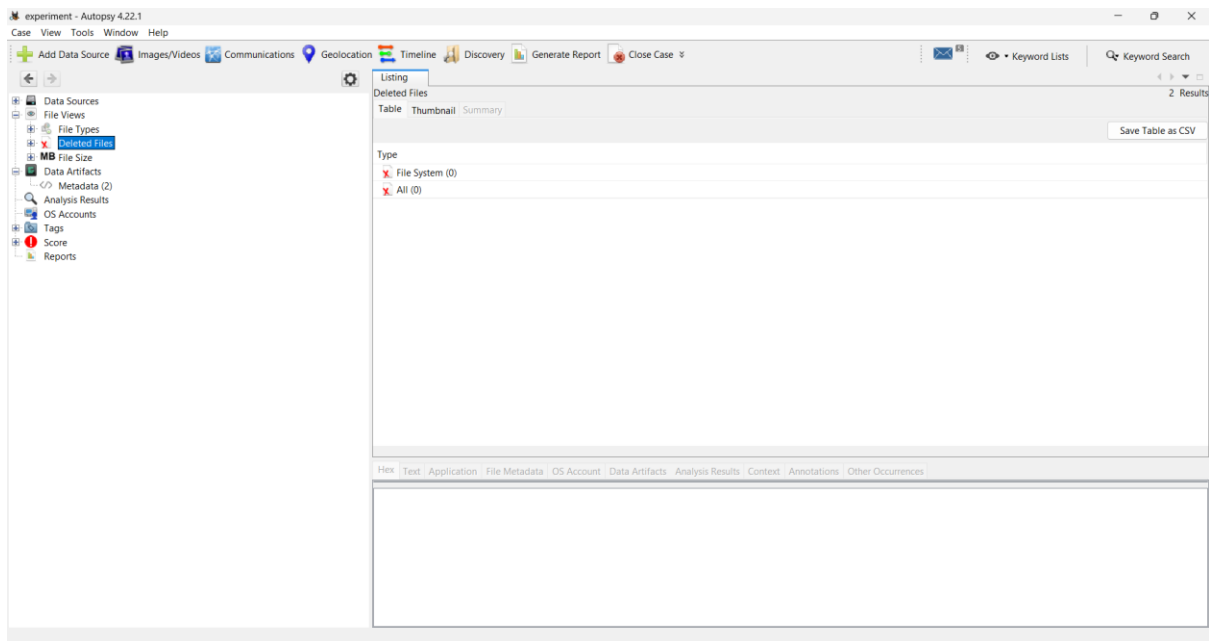 experiment - Autopsy 4.22.1
Case View Tools Window Help
Add Data Source Images/Videos Communications Geolocation Timeline Discovery Generate Report Close Case Keyword Lists Keyword Search
Listing
Deleted Files 2 Results
Table Thumbnail Summary
Save Table as CSV
Type
File System (0)
All (0)
Data Sources
File Views
File Types
Deleted Files
MB File Size
Data Artifacts
Metadata (2)
Analysis Results
OS Accounts
Tags
Score
Reports
Hex Text Application File Metadata OS Account Data Artifacts Analysis Results Context Annotations Other Occurrences